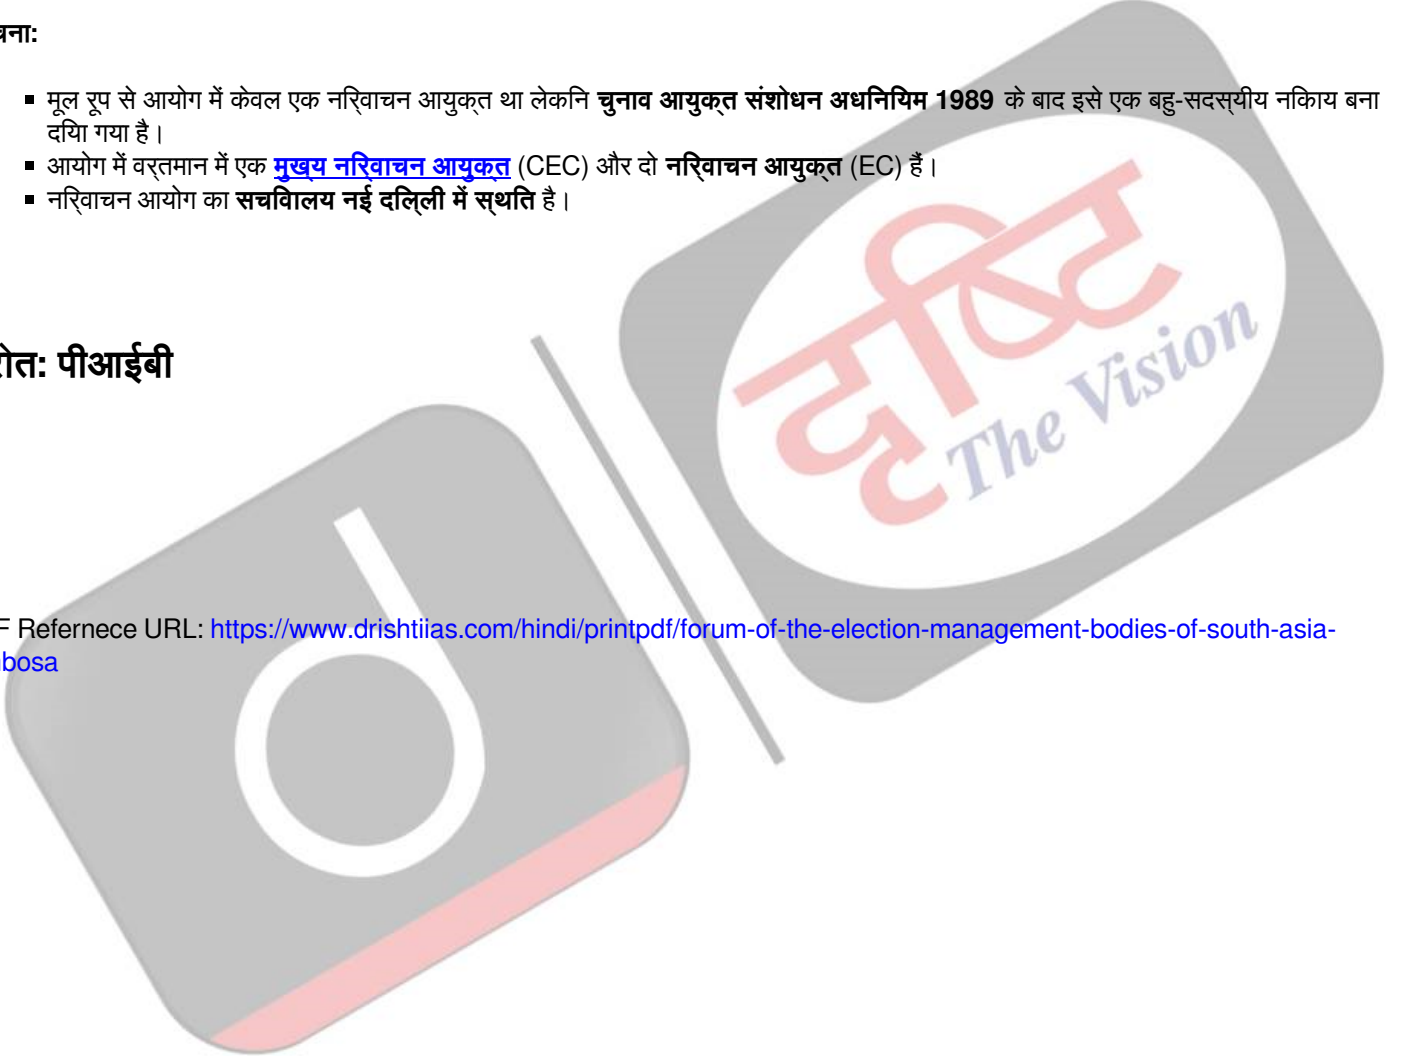 चना:
▪ मूल रूप से आयोग में केवल एक निर्वाचन आयुक्त था लेकिन चुनाव आयुक्त संशोधन अधिनियम 1989 के बाद इसे एक बहु-सदस्यीय निकाय बना
दिया गया है।
▪ आयोग में वर्तमान में एक मुख्य निर्वाचन आयुक्त (CEC) और दो निर्वाचन आयुक्त (EC) हैं।
▪ निर्वाचन आयोग का सचिवालय नई दिल्ली में स्थित है।
रोत: पीआईबी
दृष्टि
The Vision
F Refernece URL: https://www.drishtiias.com/hindi/printpdf/forum-of-the-election-management-bodies-of-south-asia-
bosa
d